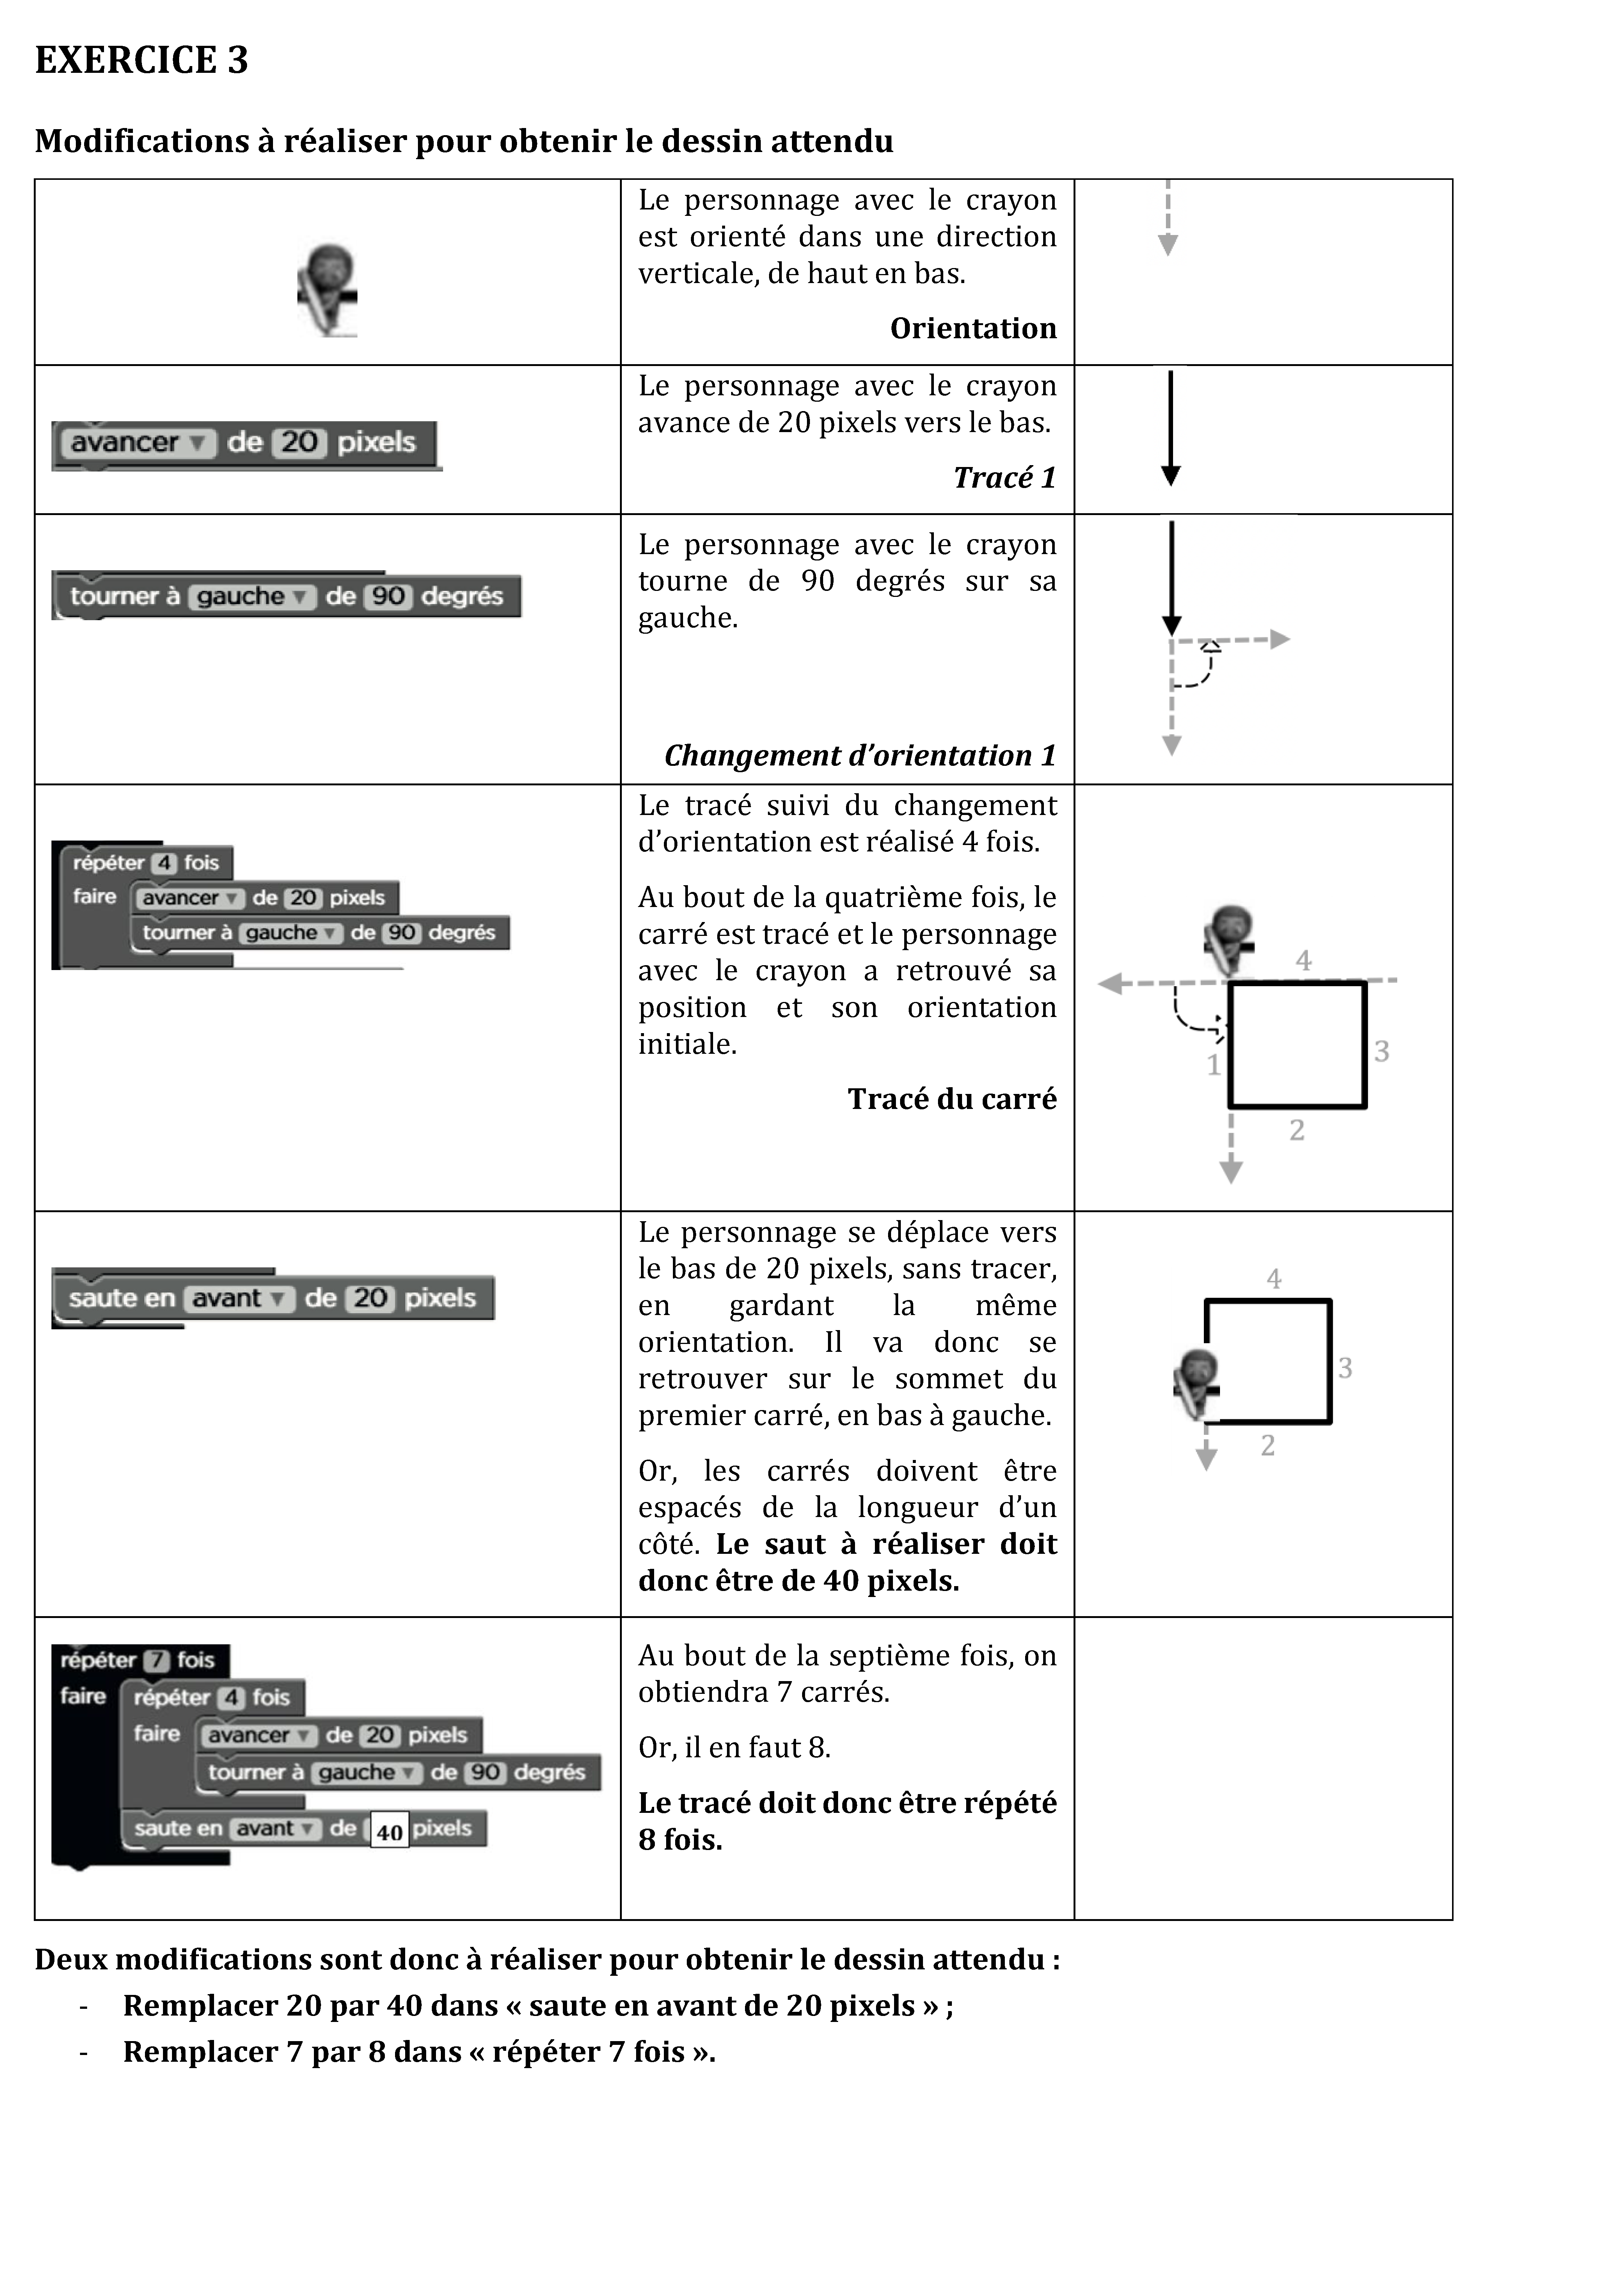 EXERCICE 3
Modifications à réaliser pour obtenir le dessin attendu
Le personnage avec le crayon
est orienté dans une direction
verticale, de haut en bas.
Orientation
avancer ▼ de 20 pixels
Le personnage avec le crayon
avance de 20 pixels vers le bas.
Tracé 1
tourner à gauche ▼ de 90 degrés
Le personnage avec le crayon
tourne de 90 degrés sur sa
gauche.
Changement d’orientation 1
répéter 4 fois
faire avancer ▼ de 20 pixels
tourner à gauche ▼ de 90 degrés
Le tracé suivi du changement
d’orientation est réalisé 4 fois.
Au bout de la quatrième fois, le
carré est tracé et le personnage
avec le crayon a retrouvé sa
position et son orientation
initiale.
Tracé du carré
4
3
1
2
saute en avant ▼ de 20 pixels
Le personnage se déplace vers
le bas de 20 pixels, sans tracer,
en gardant la même
orientation. Il va donc se
retrouver sur le sommet du
premier carré, en bas à gauche.
Or, les carrés doivent être
espacés de la longueur d’un
côté. Le saut à réaliser doit
donc être de 40 pixels.
4
3
2
répéter 7 fois
faire répéter 4 fois
faire avancer ▼ de 20 pixels
tourner à gauche ▼ de 90 degrés
saute en avant ▼ de 40 pixels
Au bout de la septième fois, on
obtiendra 7 carrés.
Or, il en faut 8.
Le tracé doit donc être répété
8 fois.
Deux modifications sont donc à réaliser pour obtenir le dessin attendu :
- Remplacer 20 par 40 dans « saute en avant de 20 pixels » ;
- Remplacer 7 par 8 dans « répéter 7 fois ».